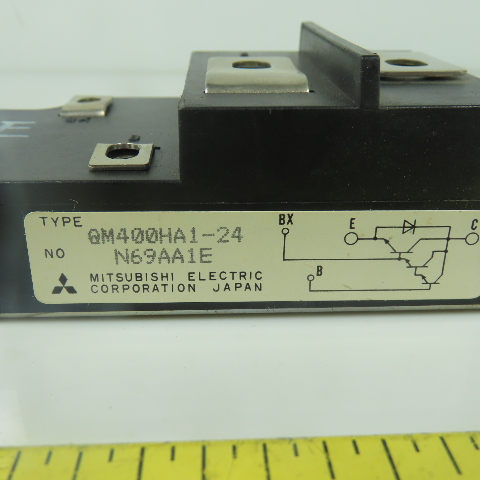 TYPE QM400HA1-24
NO N69AA1E
MITSUBISHI ELECTRIC
CORPORATION JAPAN
BX
E
C
B